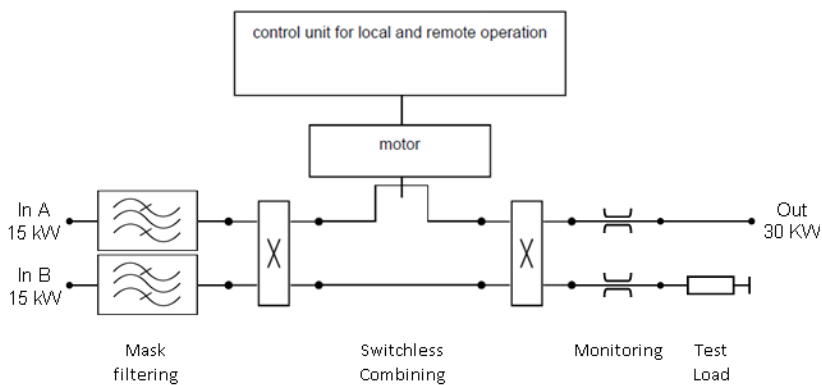 control unit for local and remote operation
motor
In A
15 kW
In B
15 kW
Out
30 KW
Mask
filtering
Switchless
Combining
Monitoring
Test
Load